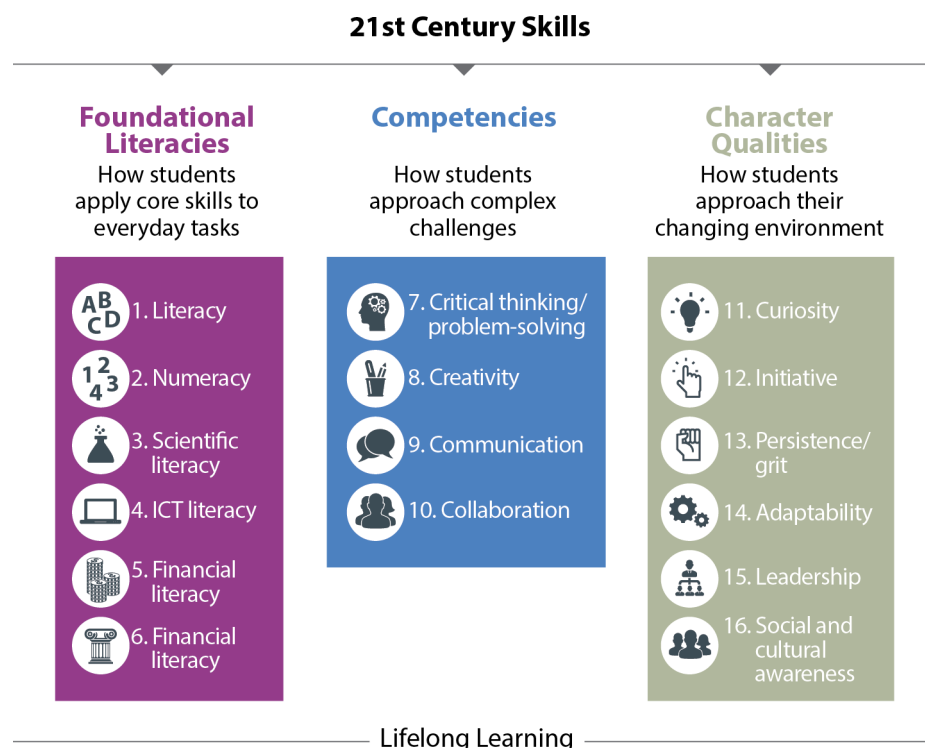 21st Century Skills
Foundational
Literacies
How students
apply core skills to
everyday tasks
A B
C D
1. Literacy
1 2
4 3
2. Numeracy
3. Scientific
literacy
4. ICT literacy
5. Financial
literacy
6. Financial
literacy
Competencies
How students
approach complex
challenges
7. Critical thinking/
problem-solving
8. Creativity
9. Communication
10. Collaboration
Character
Qualities
How students
approach their
changing environment
11. Curiosity
12. Initiative
13. Persistence/
grit
14. Adaptability
15. Leadership
16. Social and
cultural
awareness
Lifelong Learning